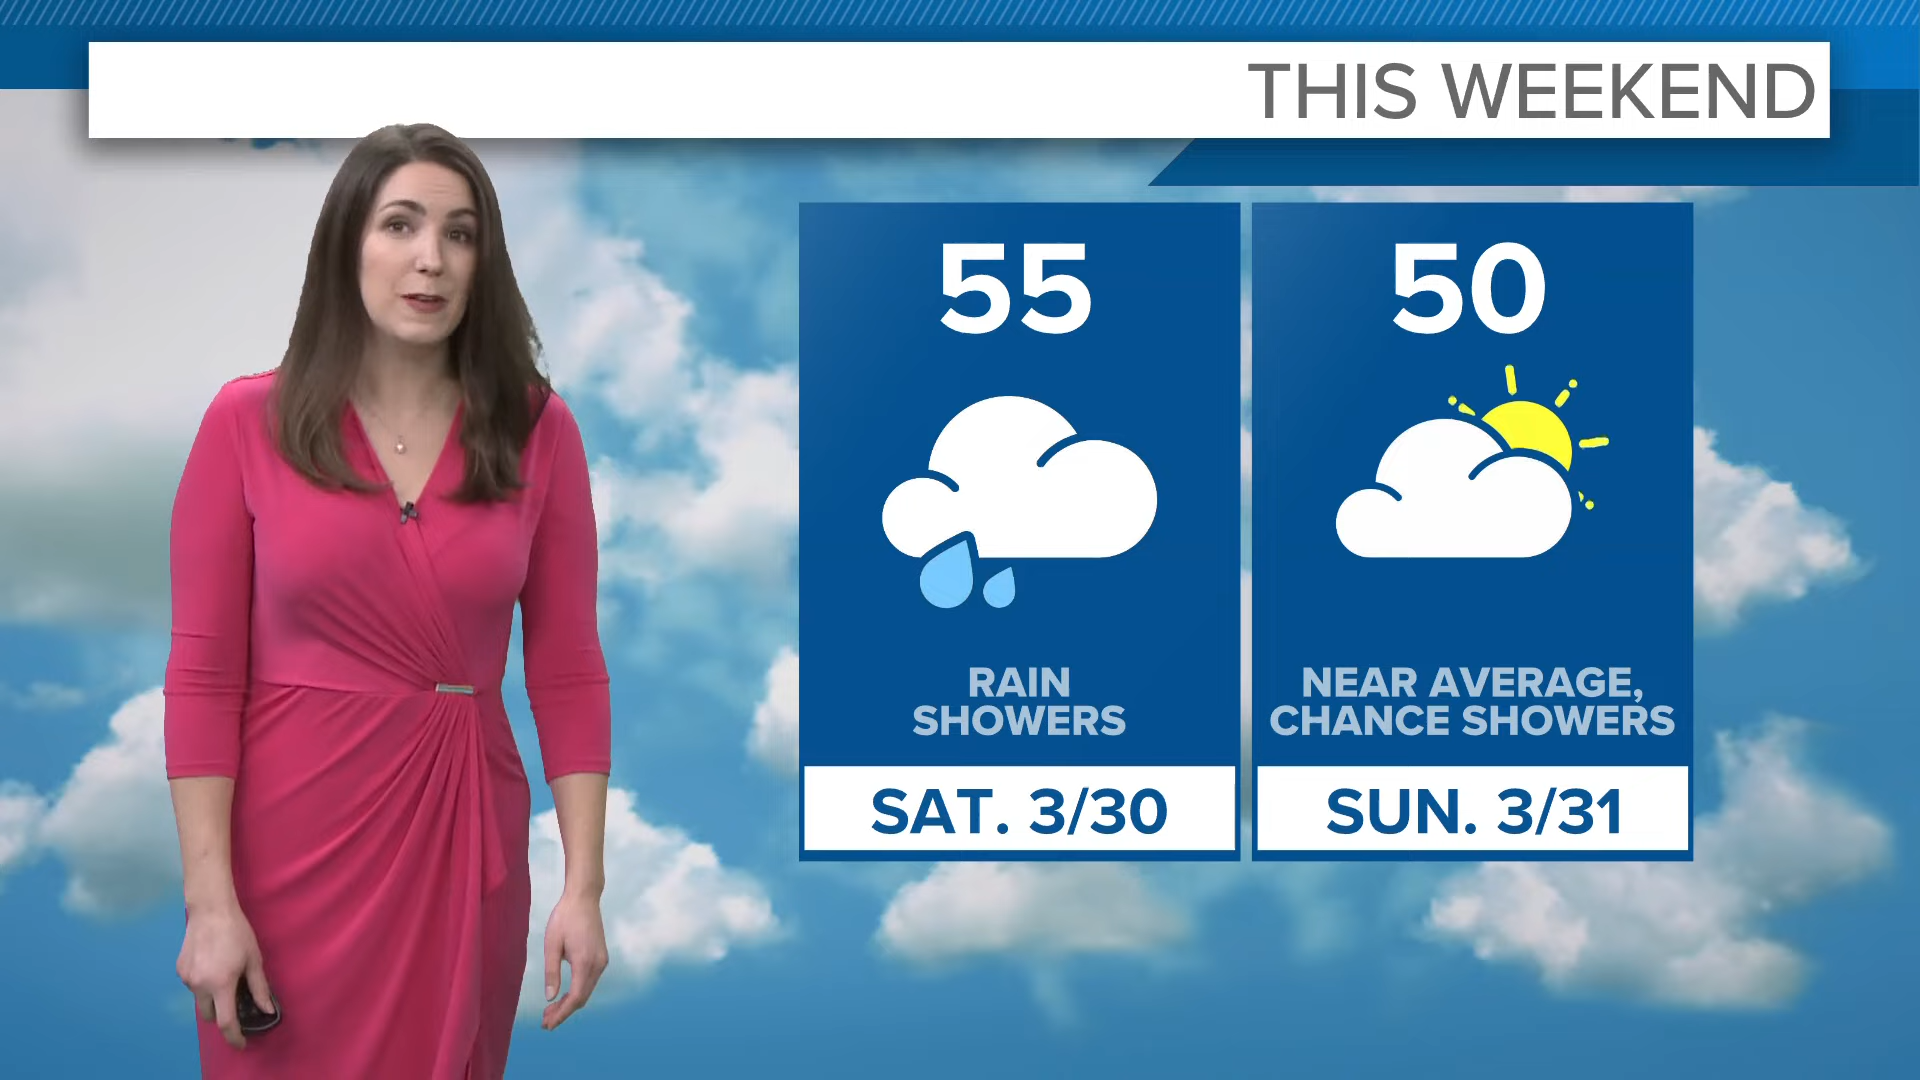 THIS WEEKEND
55
RAIN
SHOWERS
SAT. 3/30
50
NEAR AVERAGE,
CHANCE SHOWERS
SUN. 3/31